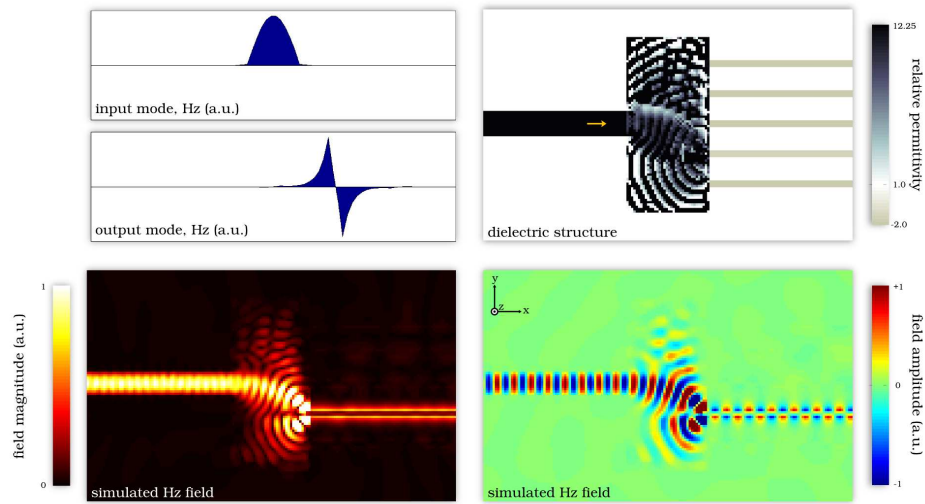 input mode, Hz (a.u.)
output mode, Hz (a.u.)
dielectric structure
12.25
1.0
-2.0
relative permittivity
field magnitude (a.u.)
1
0
simulated Hz field
y
z
x
simulated Hz field
+1
0
-1
field amplitude (a.u.)